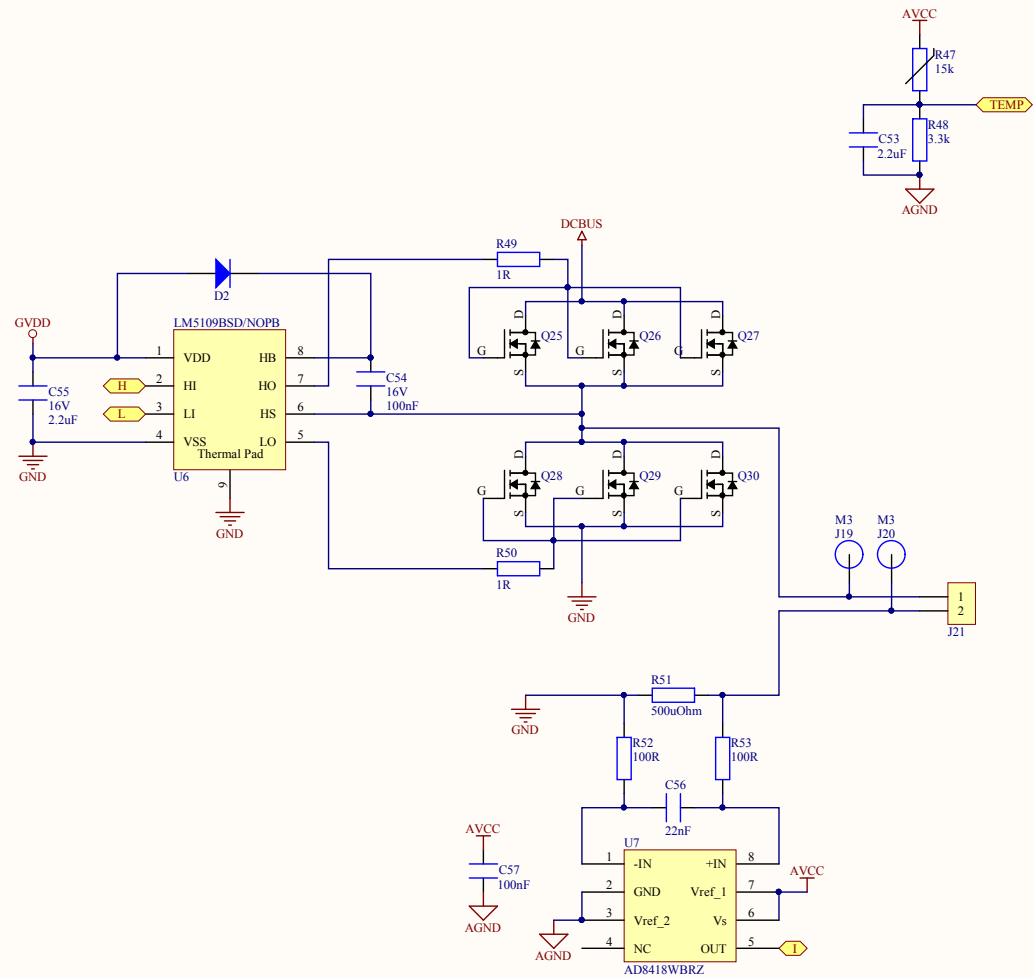 AVCC
R47
15k
TEMP
R48
3.3k
C53
2.2uF
AGND
DCBUS
R49
1R
D2
GVDD
LM5109BSD/NOPB
1 VDD HB 8
2 HI HO 7
3 LI HS 6
4 VSS LO 5
Thermal Pad
9
U6
H
L
C55
16V
2.2uF
GND
GND
C54
16V
100nF
D D D
Q25 Q26 Q27
G G G
S S S
D D D
Q28 Q29 Q30
G G G
S S S
R50
1R
GND
M3 M3
J19 J20
1
2
J21
R51
500uOhm
GND
R52 R53
100R 100R
C56
22nF
AVCC
C57
100nF
AGND
U7
1 -IN +IN 8
2 GND Vref_1 7
3 Vref_2 Vs 6
4 NC OUT 5
AD8418WBRZ
AVCC
AGND
I